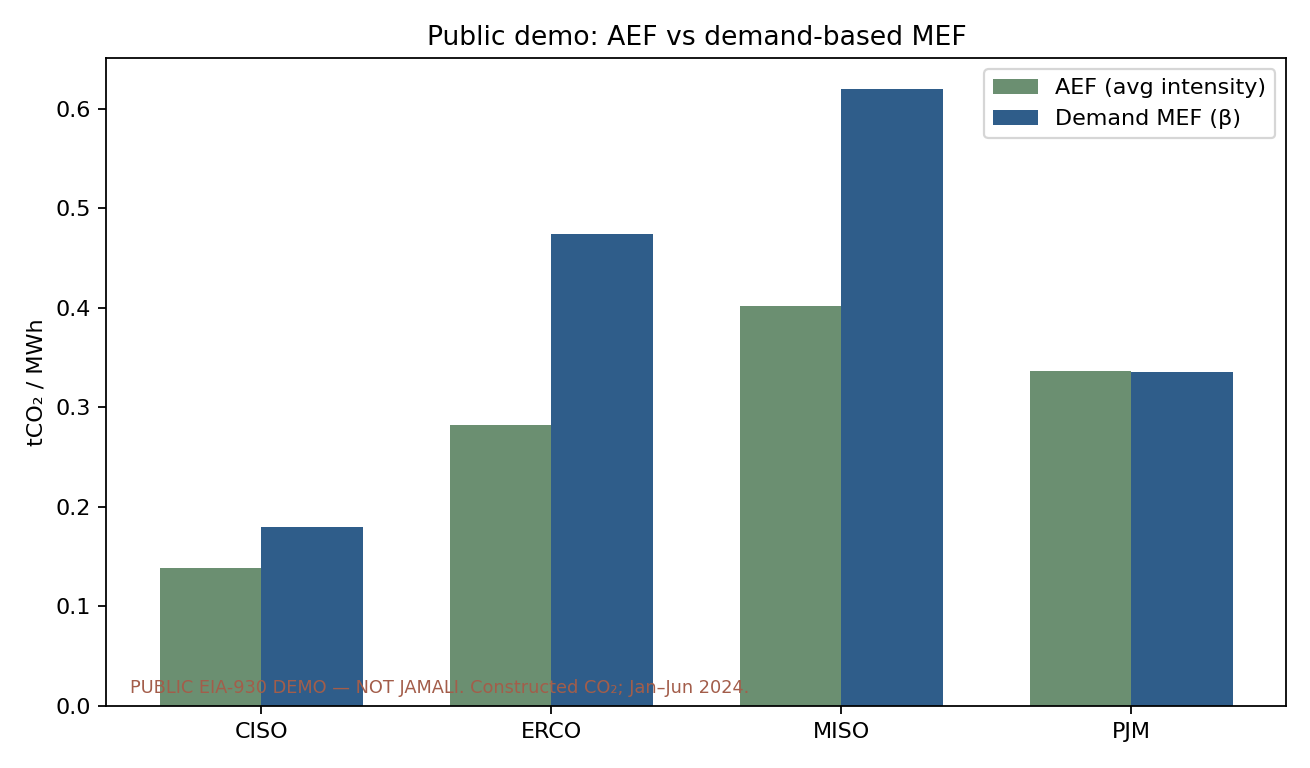 Public demo: AEF vs demand-based MEF
AEF (avg intensity)
Demand MEF (β)
tCO₂ / MWh
0.6
0.5
0.4
0.3
0.2
0.1
0.0
PUBLIC EIA-930 DEMO — NOT JAMALI. Constructed CO₂; Jan–Jun 2024.
CISO
ERCO
MISO
PJM